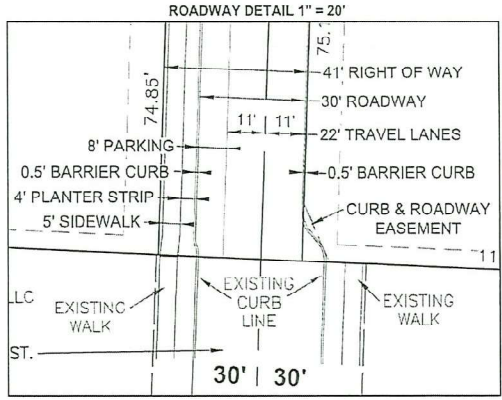 ROADWAY DETAIL 1" = 20'
74.85'
75.1
41' RIGHT OF WAY
30' ROADWAY
11' 11'
22' TRAVEL LANES
8' PARKING
0.5' BARRIER CURB
0.5' BARRIER CURB
4' PLANTER STRIP
CURB & ROADWAY
EASEMENT
5' SIDEWALK
11
LLC
EXISTING
WALK
EXISTING
CURB
LINE
EXISTING
WALK
ST.
30' 30'